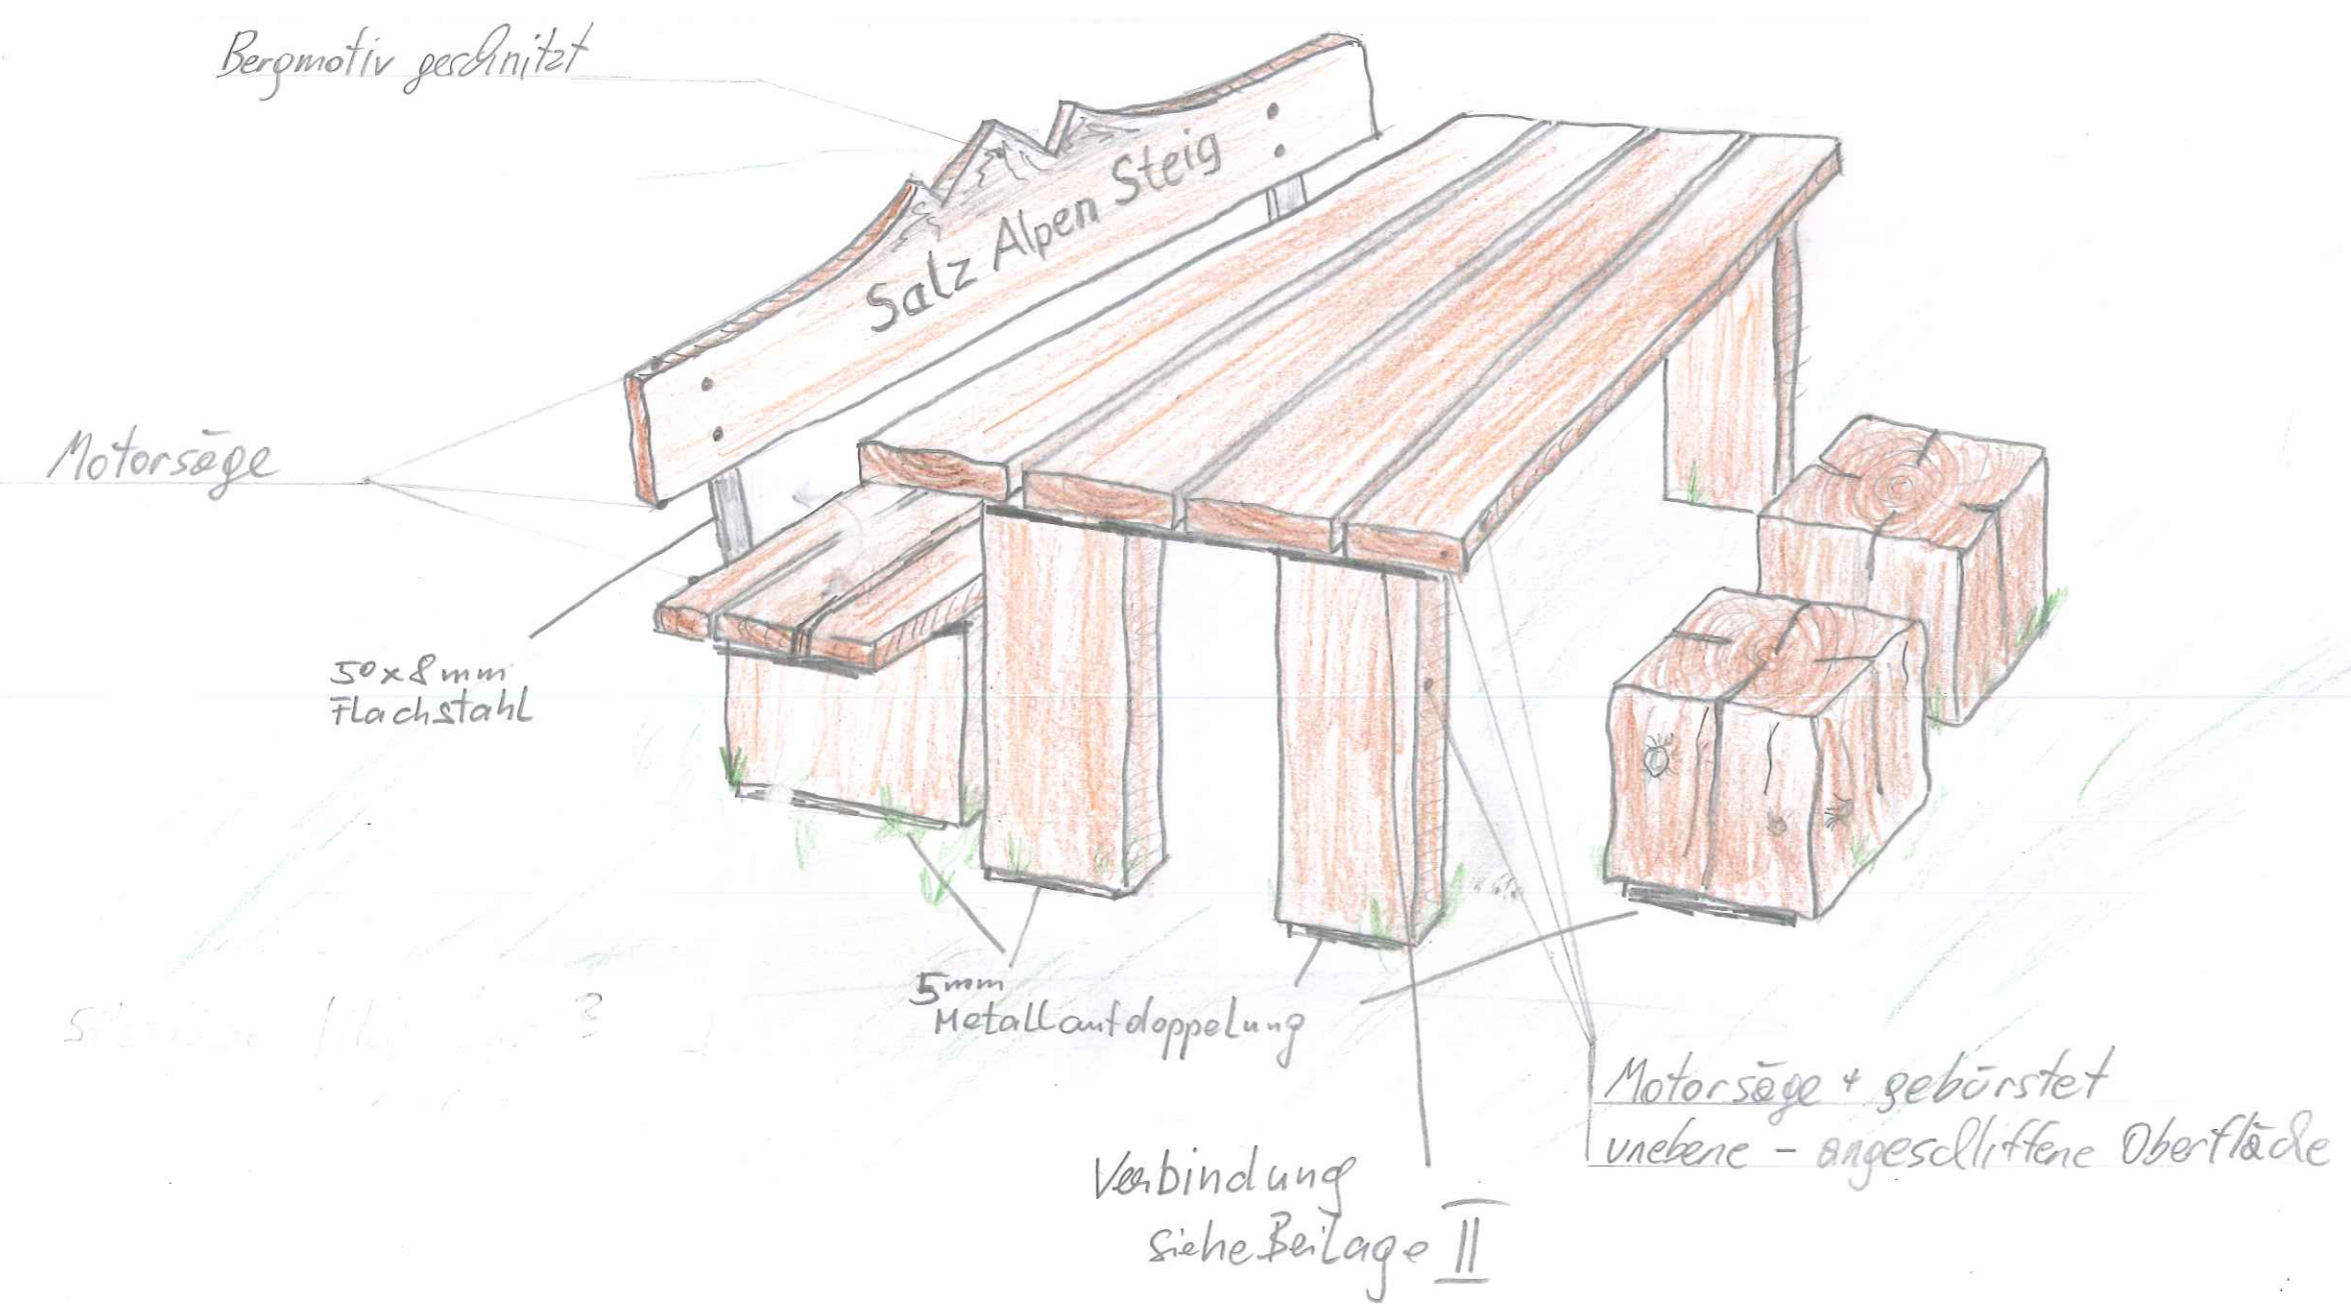 Bergmotiv geschnitzt
Salz Alpen Steig
Motorsäge
50x8mm
Flachstahl
5mm
Metallaufdoppelung
Motorsäge + gebürstet
unebene - angeschliffene Oberfläche
Verbindung
siehe Beilage II